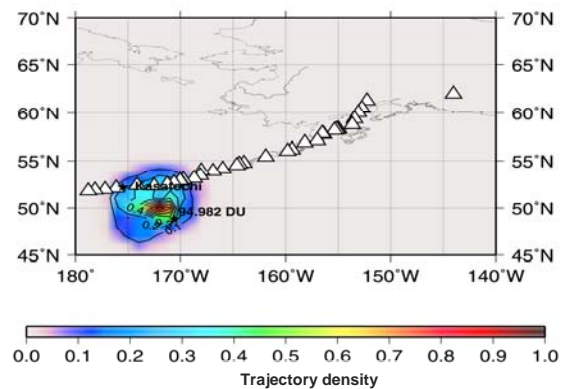 70˚N 70˚N
65˚N 65˚N
60˚N 60˚N
55˚N 55˚N
Kasatochi
50˚N 50˚N
94.982 DU
45˚N 45˚N
180˚ 170˚W 160˚W 150˚W 140˚W
0.0 0.1 0.2 0.3 0.4 0.5 0.6 0.7 0.8 0.9 1.0
Trajectory density